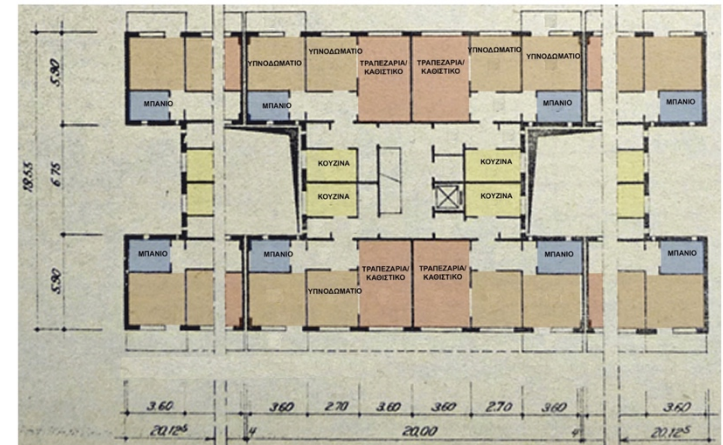 ΥΠΝΟΔΩΜΑΤΙΟ
ΥΠΝΟΔΩΜΑΤΙΟ
ΤΡΑΠΕΖΑΡΙΑ/
ΚΑΘΙΣΤΙΚΟ
ΤΡΑΠΕΖΑΡΙΑ/
ΚΑΘΙΣΤΙΚΟ
ΥΠΝΟΔΩΜΑΤΙΟ
ΥΠΝΟΔΩΜΑΤΙΟ
ΜΠΑΝΙΟ
ΜΠΑΝΙΟ
ΜΠΑΝΙΟ
ΜΠΑΝΙΟ
5.90
ΚΟΥΖΙΝΑ
ΚΟΥΖΙΝΑ
18.55
6.75
ΚΟΥΖΙΝΑ
ΚΟΥΖΙΝΑ
ΜΠΑΝΙΟ
ΜΠΑΝΙΟ
ΜΠΑΝΙΟ
ΜΠΑΝΙΟ
5.90
ΥΠΝΟΔΩΜΑΤΙΟ
ΤΡΑΠΕΖΑΡΙΑ/
ΚΑΘΙΣΤΙΚΟ
ΤΡΑΠΕΖΑΡΙΑ/
ΚΑΘΙΣΤΙΚΟ
3.60 3.60 2.70 3.60 3.60 2.70 3.60 3.60
20.12⁵ 4 20.00 4 20.12⁵